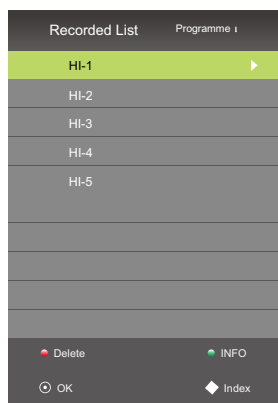 Recorded List Programme
HI-1
HI-2
HI-3
HI-4
HI-5
Delete INFO
OK Index